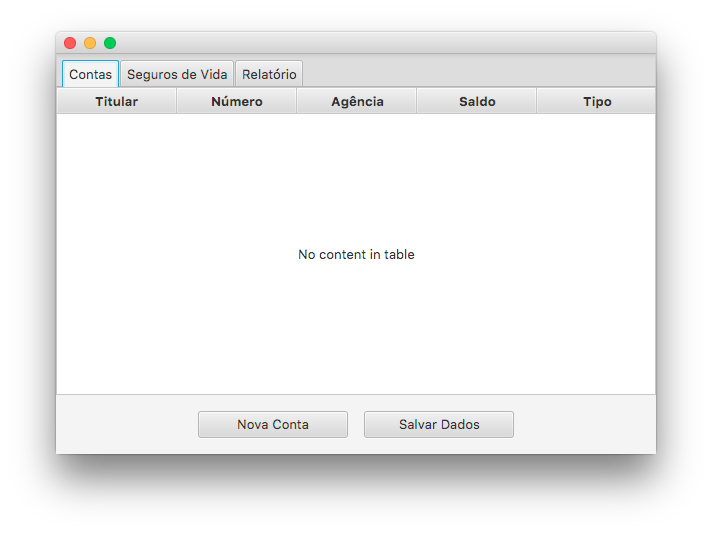 Contas Seguros de Vida Relatório
Titular Número Agência Saldo Tipo
No content in table
Nova Conta Salvar Dados